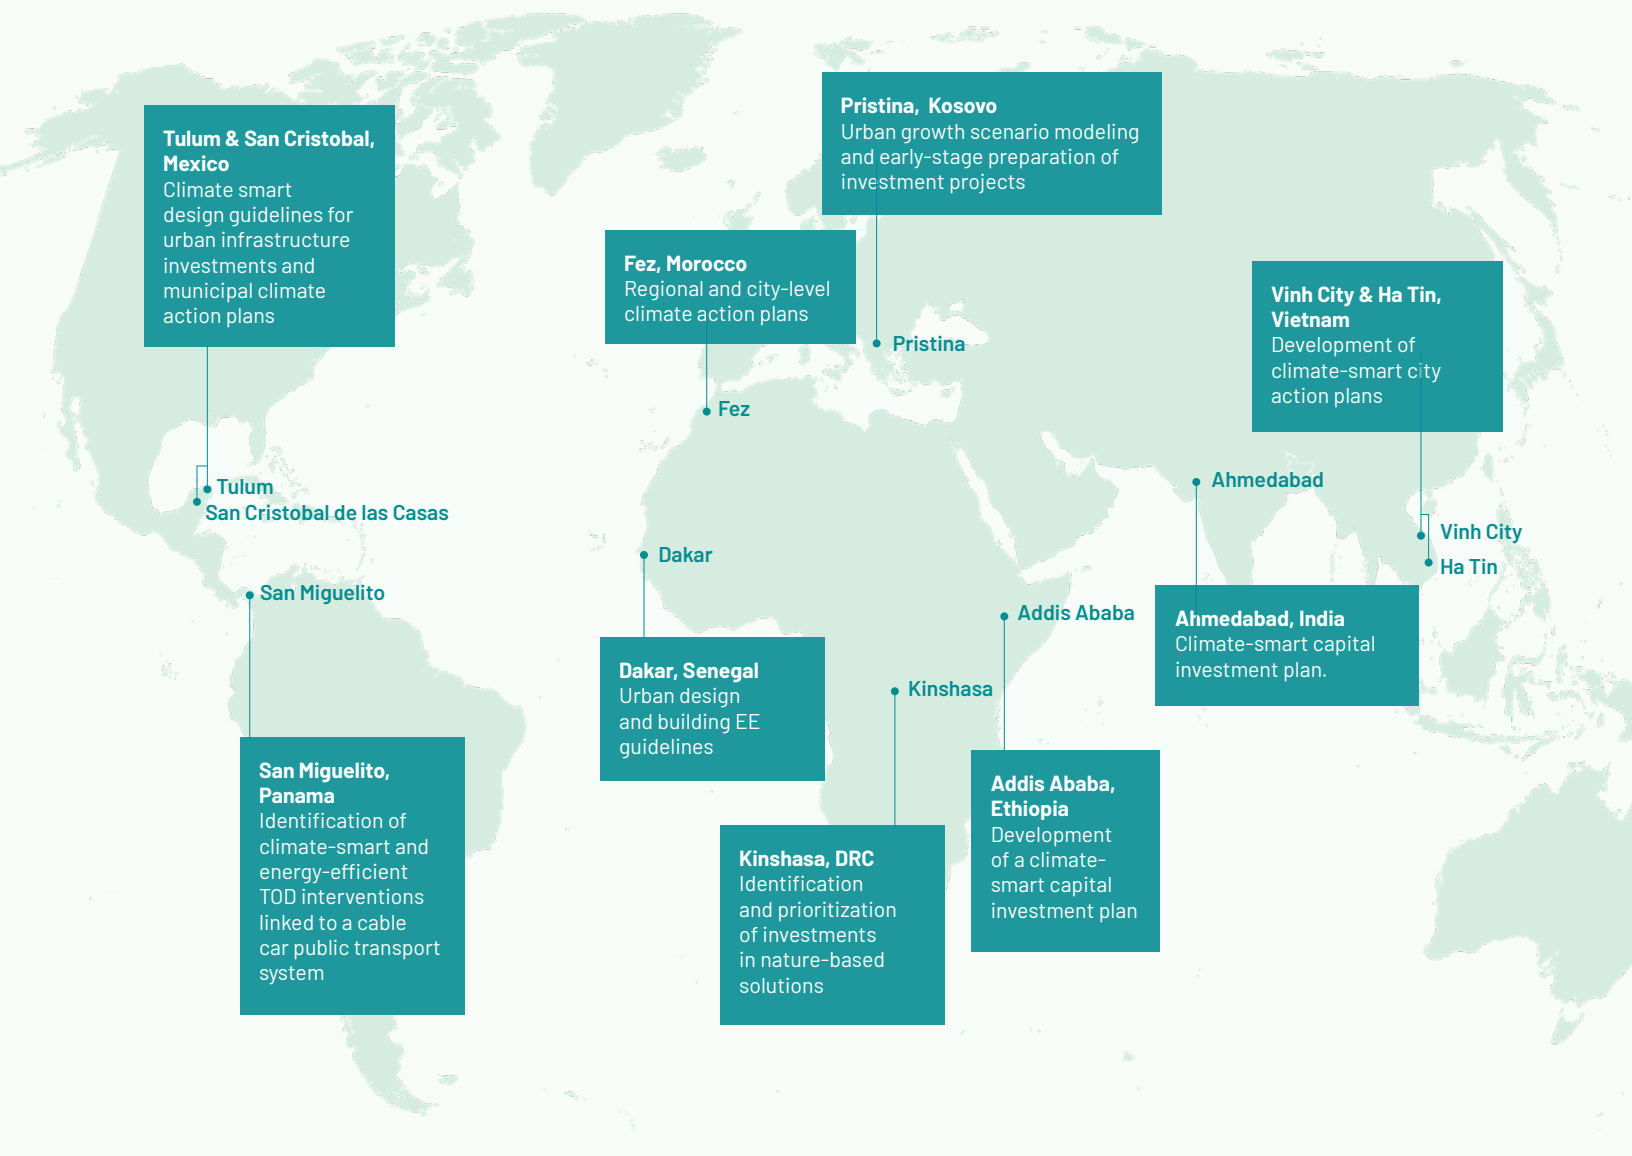 Tulum & San Cristobal,
Mexico
Climate smart
design guidelines for
urban infrastructure
investments and
municipal climate
action plans
Pristina, Kosovo
Urban growth scenario modeling
and early-stage preparation of
investment projects
Fez, Morocco
Regional and city-level
climate action plans
Vinh City & Ha Tin,
Vietnam
Development of
climate-smart city
action plans
Pristina
Fez
Tulum
San Cristobal de las Casas
Ahmedabad
Vinh City
Ha Tin
Dakar
San Miguelito
Addis Ababa
Kinshasa
Ahmedabad, India
Climate-smart capital
investment plan.
Dakar, Senegal
Urban design
and building EE
guidelines
San Miguelito,
Panama
Identification of
climate-smart and
energy-efficient
TOD interventions
linked to a cable
car public transport
system
Kinshasa, DRC
Identification
and prioritization
of investments
in nature-based
solutions
Addis Ababa,
Ethiopia
Development
of a climate-
smart capital
investment plan